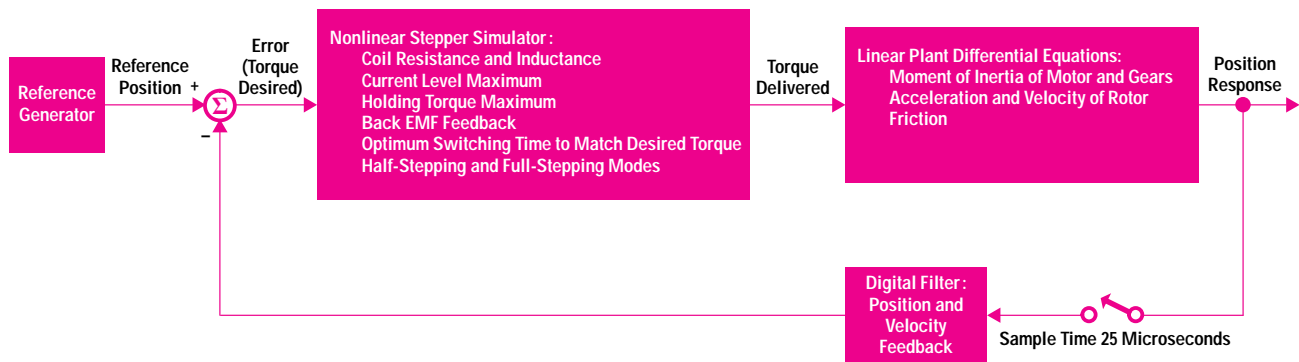 Reference
Generator
Reference
Position
+
−
Σ
Error
(Torque
Desired)
Nonlinear Stepper Simulator:
Coil Resistance and Inductance
Current Level Maximum
Holding Torque Maximum
Back EMF Feedback
Optimum Switching Time to Match Desired Torque
Half-Stepping and Full-Stepping Modes
Torque
Delivered
Linear Plant Differential Equations:
Moment of Inertia of Motor and Gears
Acceleration and Velocity of Rotor
Friction
Position
Response
Digital Filter:
Position and
Velocity
Feedback
Sample Time 25 Microseconds